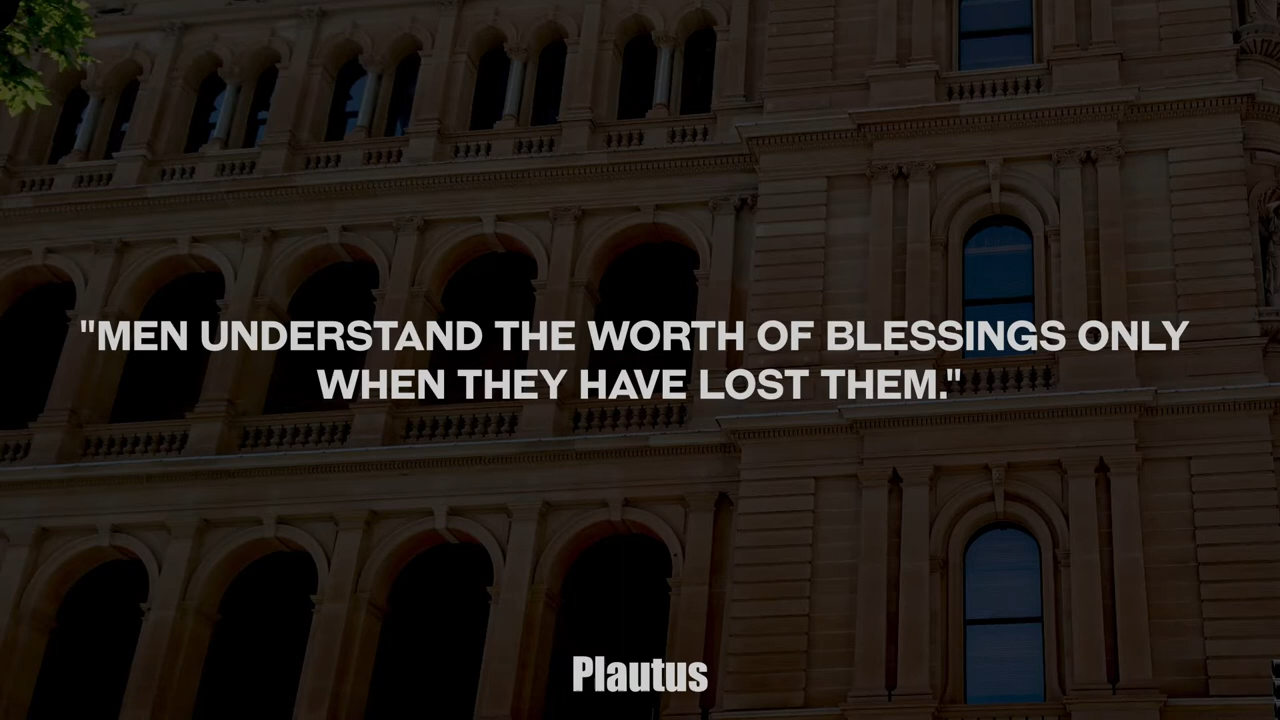 "MEN UNDERSTAND THE WORTH OF BLESSINGS ONLY
WHEN THEY HAVE LOST THEM."
Plautus